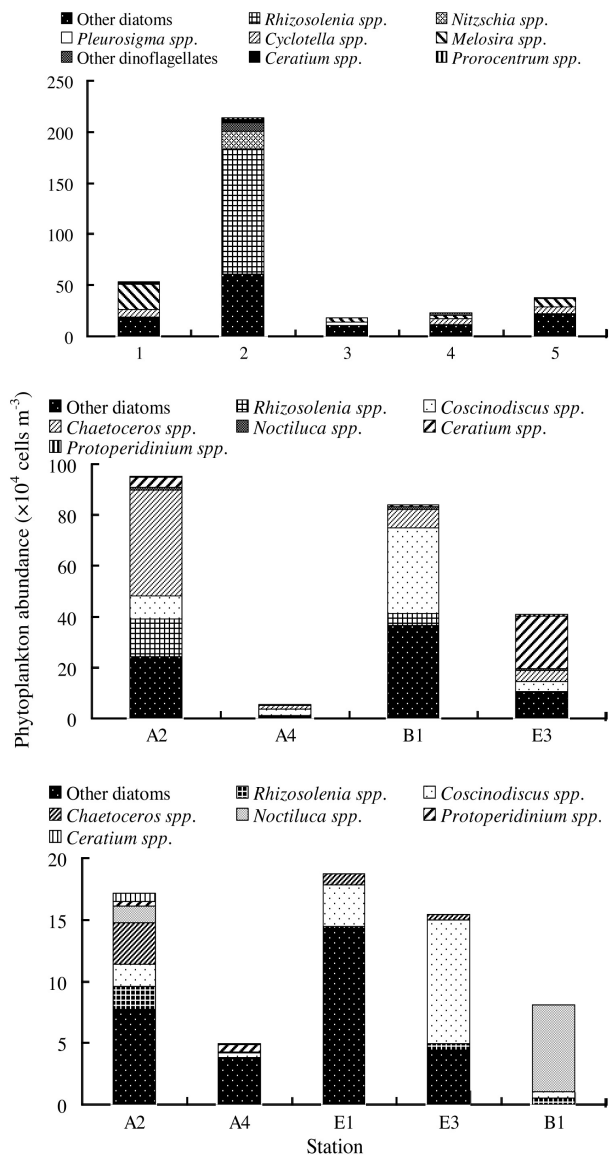 Other diatoms Rhizosolenia spp. Nitzschia spp.
Pleurosigma spp. Cyclotella spp. Melosira spp.
Other dinoflagellates Ceratium spp. Prorocentrum spp.
250
200
150
100
50
0
1 2 3 4 5
Phytoplankton abundance (×10⁴ cells m⁻³)
Other diatoms Rhizosolenia spp. Coscinodiscus spp.
Chaetoceros spp. Noctiluca spp. Ceratium spp.
Protoperidinium spp.
100
80
60
40
20
0
A2 A4 B1 E3
Other diatoms Rhizosolenia spp. Coscinodiscus spp.
Chaetoceros spp. Noctiluca spp. Protoperidinium spp.
Ceratium spp.
20
15
10
5
0
A2 A4 E1 E3 B1
Station